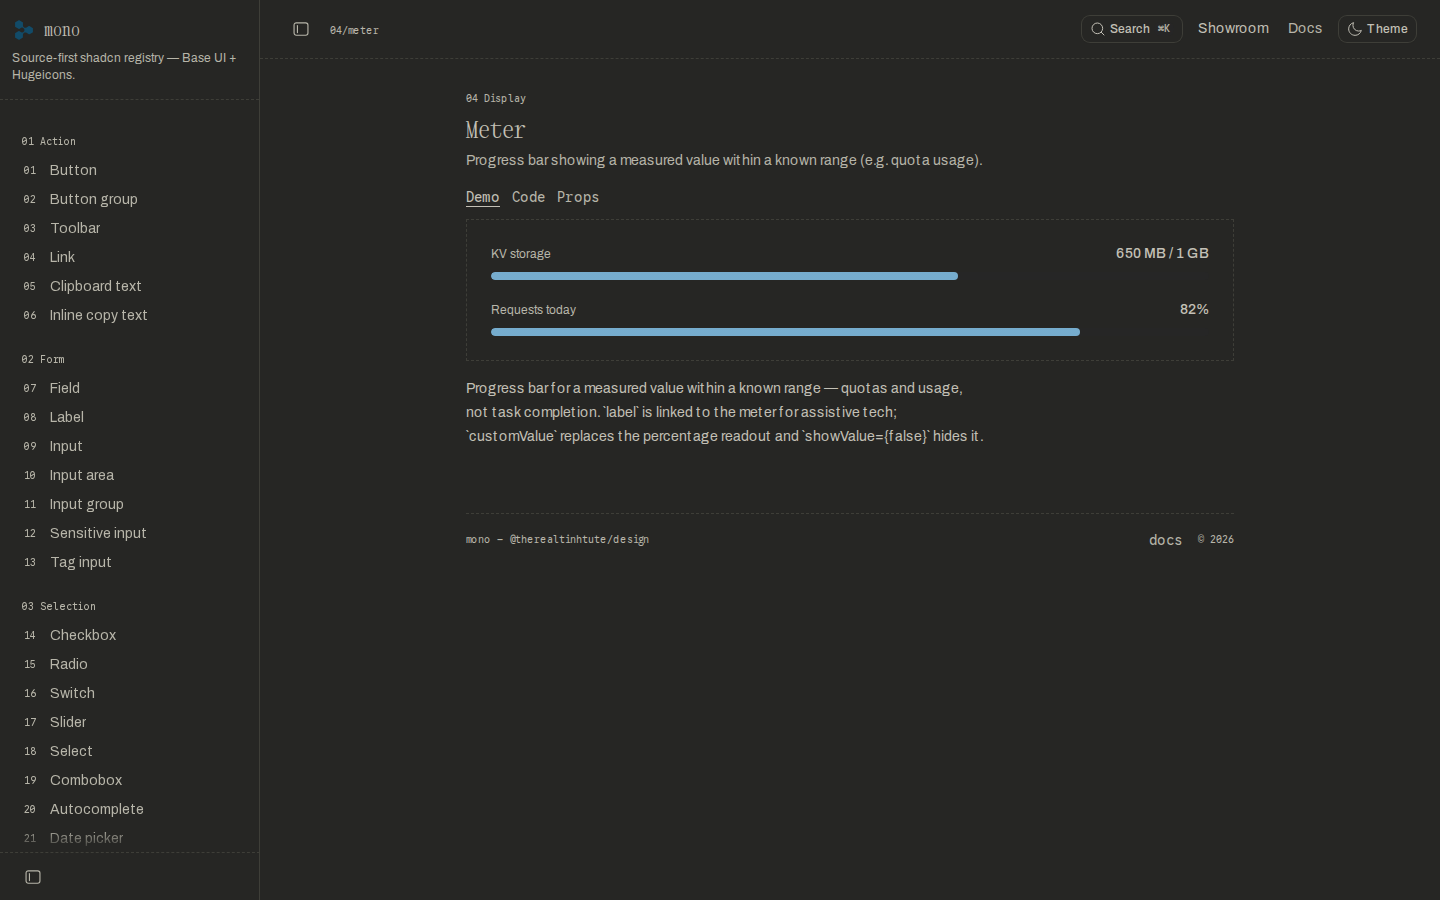 mono
Source-first shadcn registry — Base UI +
Hugeicons.
01 Action
01 Button
02 Button group
03 Toolbar
04 Link
05 Clipboard text
06 Inline copy text
02 Form
07 Field
08 Label
09 Input
10 Input area
11 Input group
12 Sensitive input
13 Tag input
03 Selection
14 Checkbox
15 Radio
16 Switch
17 Slider
18 Select
19 Combobox
20 Autocomplete
21 Date picker
04/meter
Search ⌘K
Showroom
Docs
Theme
04 Display
Meter
Progress bar showing a measured value within a known range (e.g. quota usage).
Demo Code Props
KV storage 650 MB / 1 GB
Requests today 82%
Progress bar for a measured value within a known range — quotas and usage,
not task completion. `label` is linked to the meter for assistive tech;
`customValue` replaces the percentage readout and `showValue={false}` hides it.
mono — @therealtinhtute/design
docs © 2026